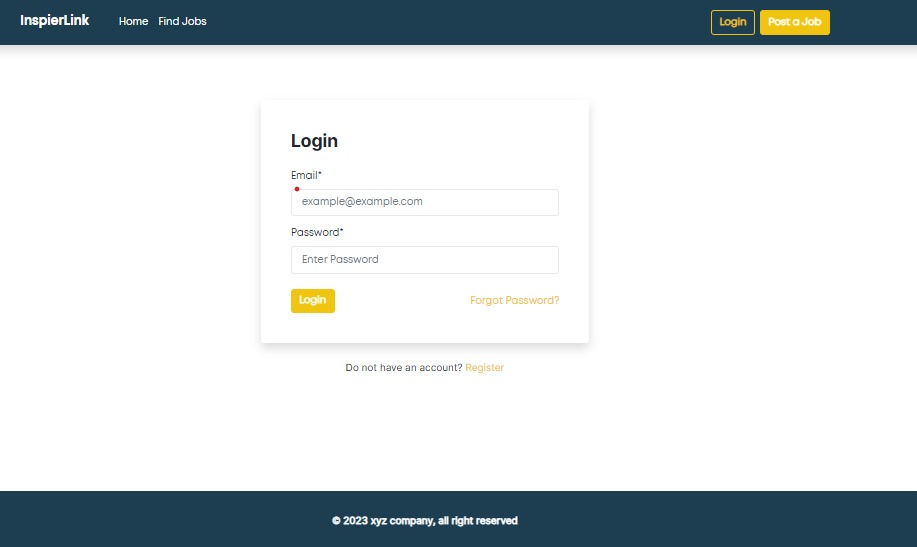 InspierLink Home Find Jobs Login Post a Job
Login
Email*
example@example.com
Password*
Enter Password
Login Forgot Password?
Do not have an account? Register
© 2023 xyz company, all right reserved